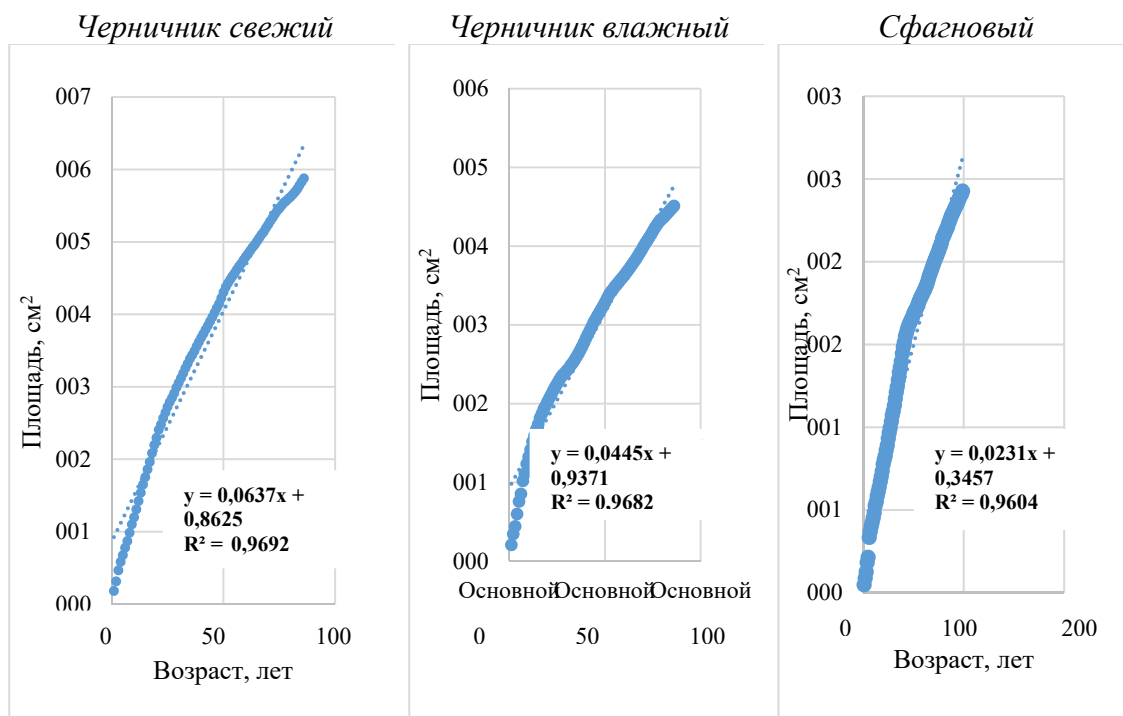 Черничник свежий
007
006
005
004
003
002
001
000
Площадь, см²
y = 0,0637x +
0,8625
R² = 0,9692
0 50 100
Возраст, лет
Черничник влажный
006
005
004
003
002
001
000
Площадь, см²
y = 0,0445x +
0,9371
R² = 0.9682
Основной Основной Основной
0 50 100
Сфагновый
003
003
002
002
001
001
000
Площадь, см²
y = 0,0231x +
0,3457
R² = 0,9604
0 100 200
Возраст, лет